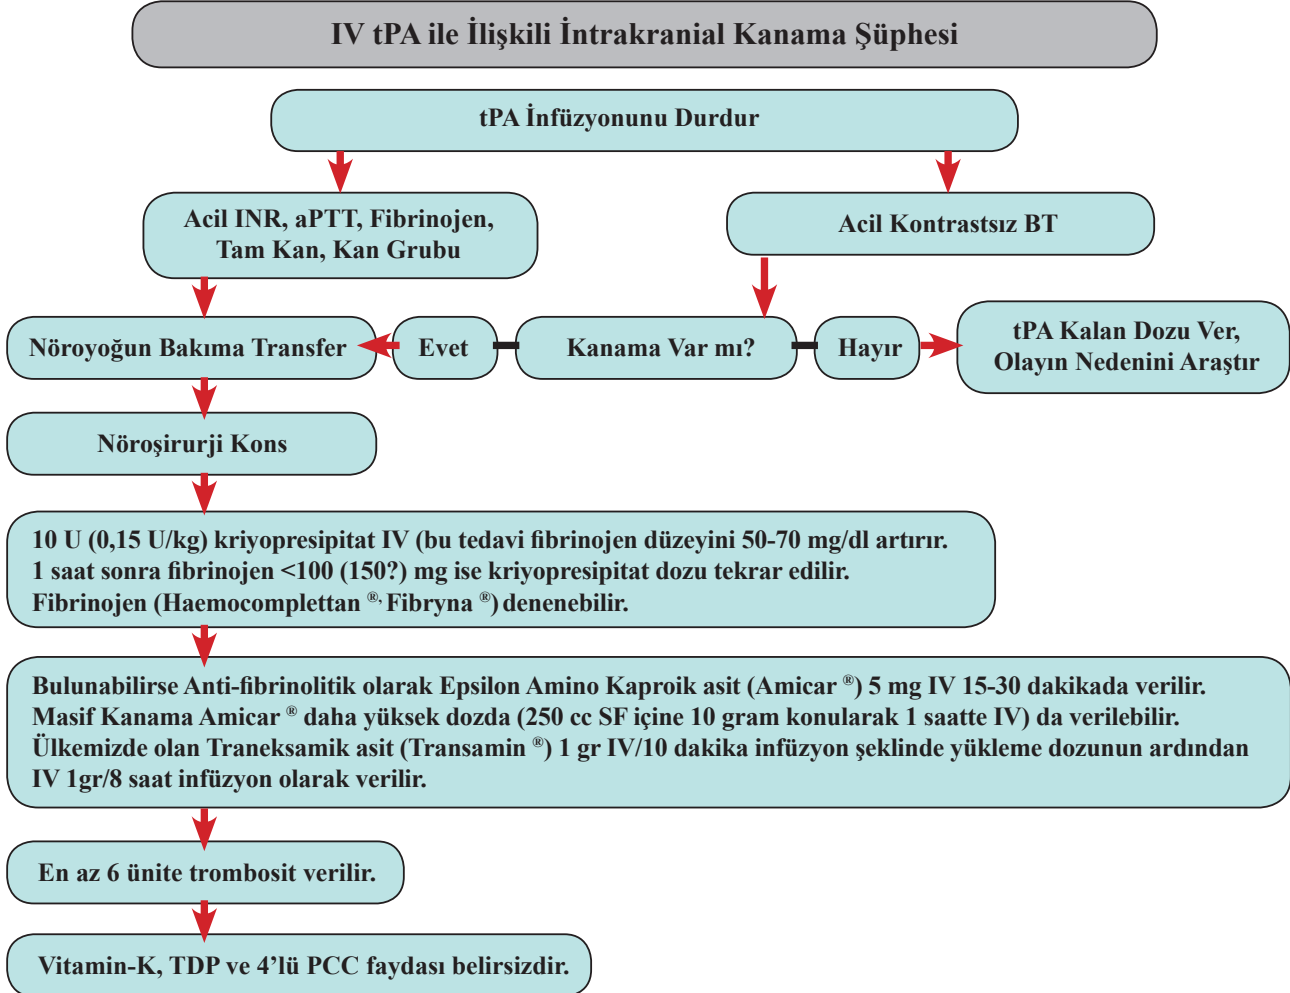 IV tPA ile İlişkili İntrakranial Kanama Şüphesi
tPA İnfüzyonunu Durdur
Acil INR, aPTT, Fibrinojen,
Tam Kan, Kan Grubu
Acil Kontrastsız BT
Nöroyoğun Bakıma Transfer
Evet
Kanama Var mı?
Hayır
tPA Kalan Dozu Ver,
Olayın Nedenini Araştır
Nöroşirurji Kons
10 U (0,15 U/kg) kriyopresipitat IV (bu tedavi fibrinojen düzeyini 50-70 mg/dl artırır.
1 saat sonra fibrinojen <100 (150?) mg ise kriyopresipitat dozu tekrar edilir.
Fibrinojen (Haemocomplettan ®, Fibryna ®) denenebilir.
Bulunabilirse Anti-fibrinolitik olarak Epsilon Amino Kaproik asit (Amicar ®) 5 mg IV 15-30 dakikada verilir.
Masif Kanama Amicar ® daha yüksek dozda (250 cc SF içine 10 gram konularak 1 saatte IV) da verilebilir.
Ülkemizde olan Traneksamik asit (Transamin ®) 1 gr IV/10 dakika infüzyon şeklinde yükleme dozunun ardından
IV 1gr/8 saat infüzyon olarak verilir.
En az 6 ünite trombosit verilir.
Vitamin-K, TDP ve 4’lü PCC faydası belirsizdir.